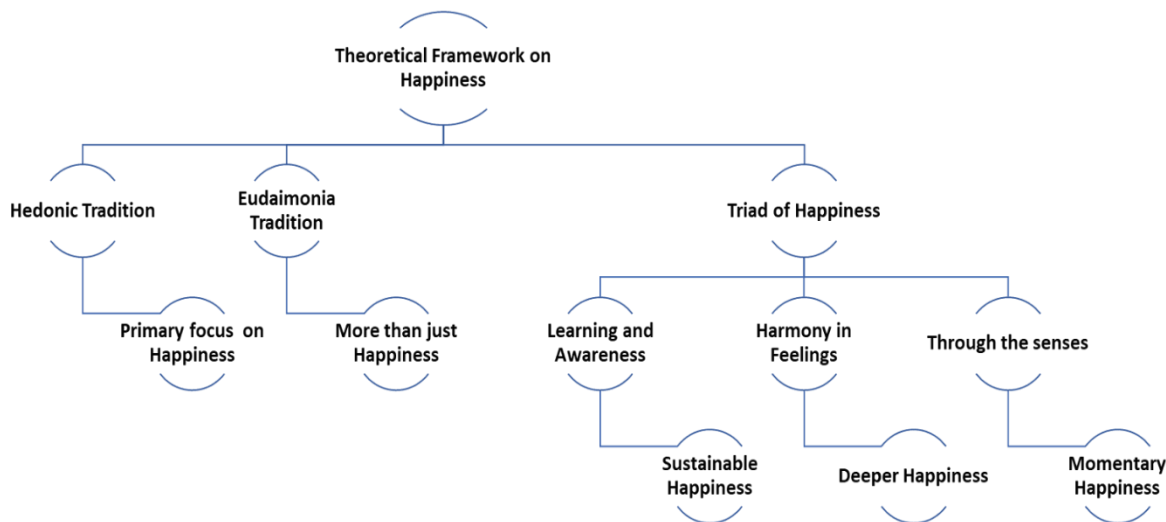 Theoretical Framework on
Happiness
Hedonic Tradition
Eudaimonia
Tradition
Triad of Happiness
Primary focus on
Happiness
More than just
Happiness
Learning and
Awareness
Harmony in
Feelings
Through the senses
Sustainable
Happiness
Deeper Happiness
Momentary
Happiness